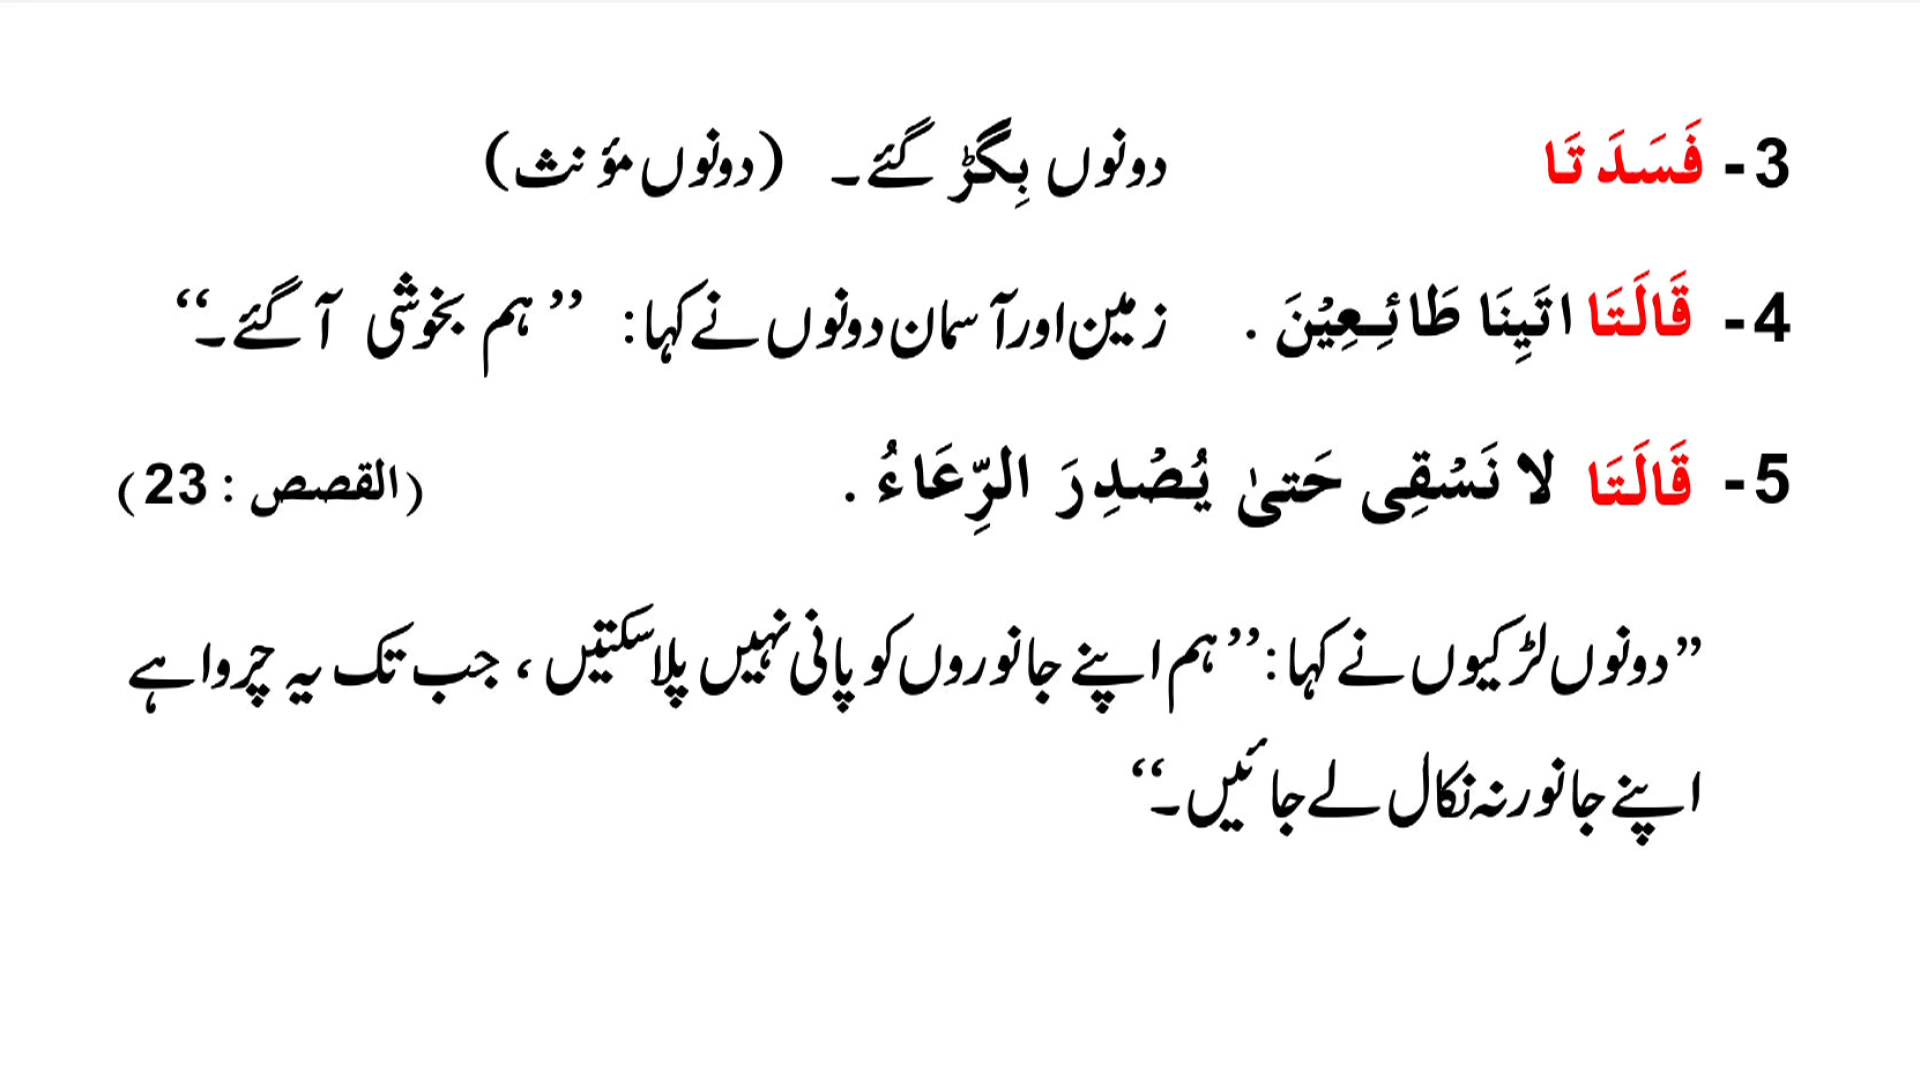 3- فَسَدَ تَا دونوں بِگڑ گئے۔ (دونوں مؤنث)
4- قَالَتَا اتَيِنَا طَائِعِيْنَ . زمین اور آسمان دونوں نے کہا: ’’ہم بخوشی آ گئے۔‘‘
5- قَالَتَا لا نَسْقِى حَتىٰ يُصْدِرَ الرِّعَاءُ . (القصص : 23)
’’دونوں لڑکیوں نے کہا: ’’ہم اپنے جانوروں کو پانی نہیں پلا سکتیں، جب تک یہ چرواہے
اپنے جانور نہ نکال لے جائیں۔‘‘